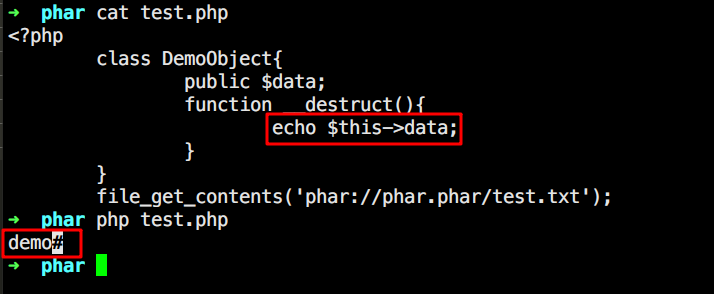 ➜ phar cat test.php
<?php
class DemoObject{
public $data;
function __destruct(){
echo $this->data;
}
}
file_get_contents('phar://phar.phar/test.txt');
➜ phar php test.php
demo#
➜ phar